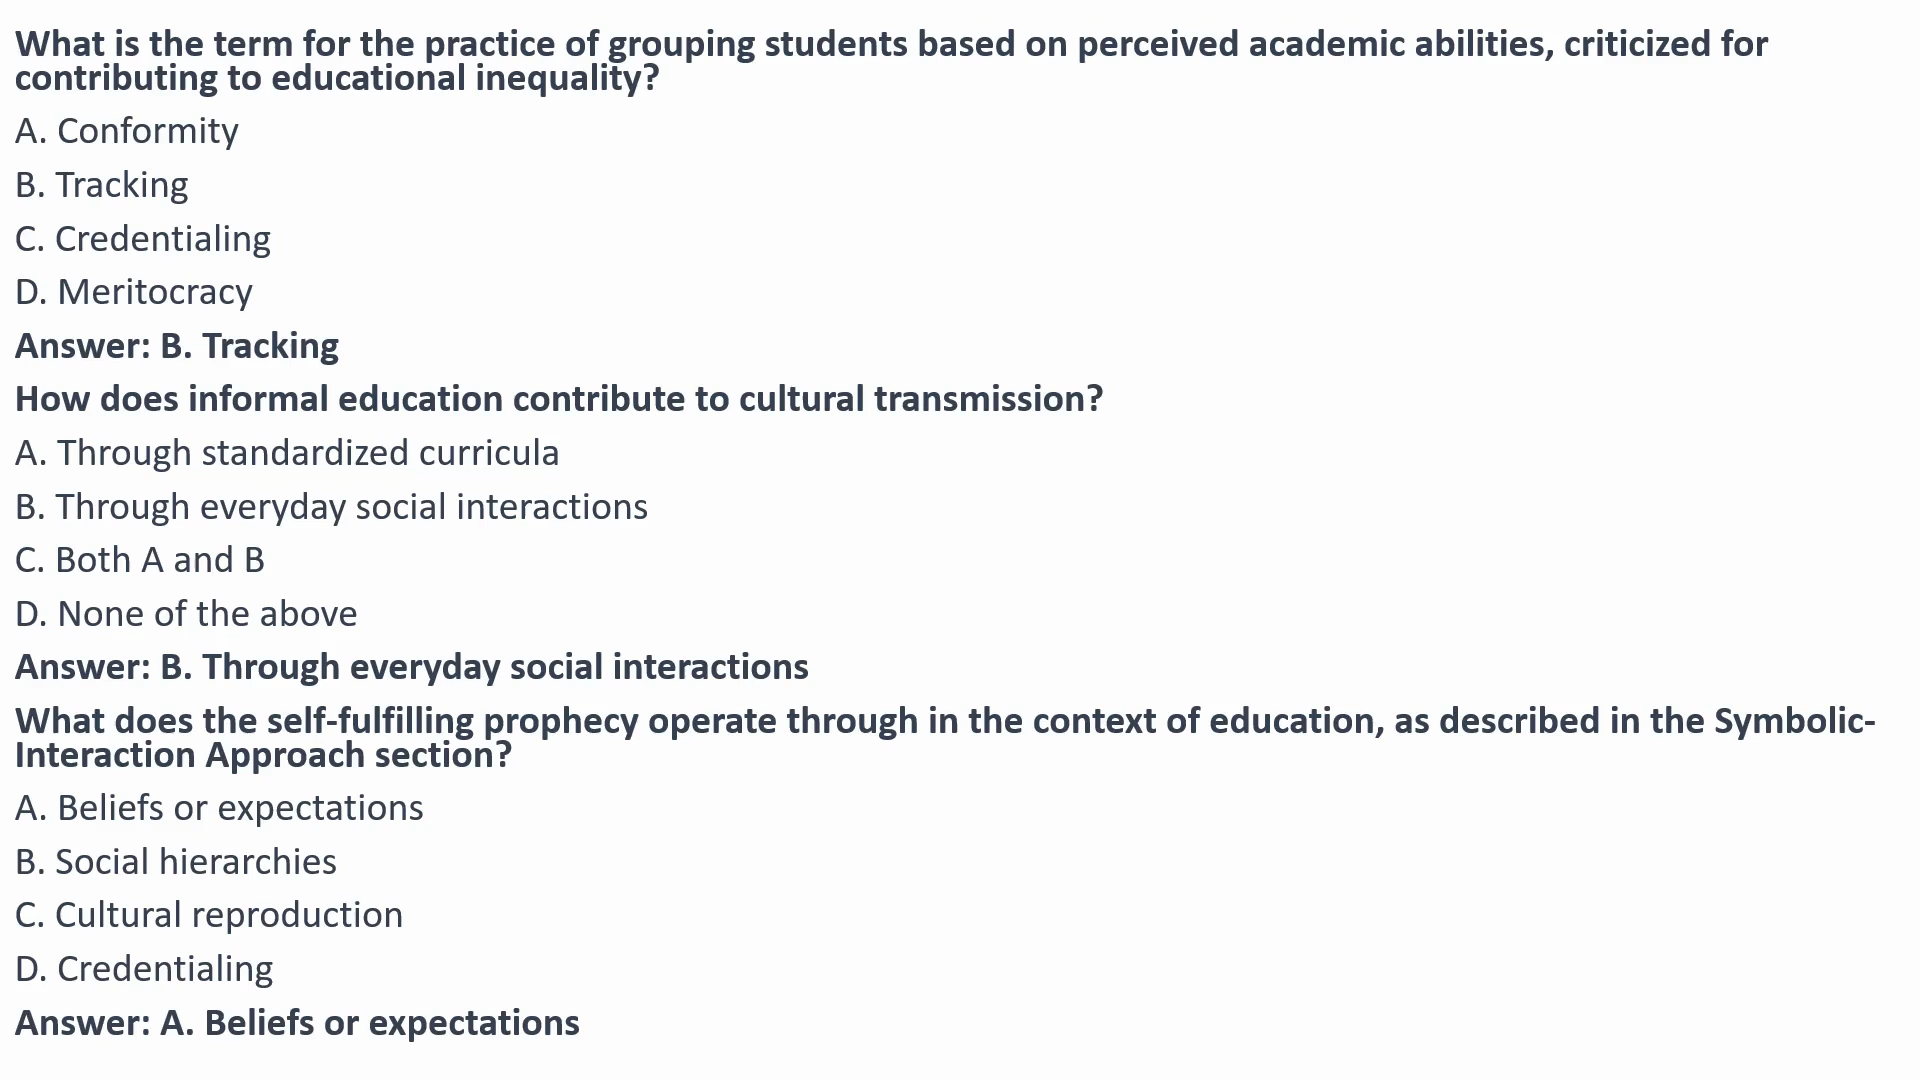 What is the term for the practice of grouping students based on perceived academic abilities, criticized for
contributing to educational inequality?
A. Conformity
B. Tracking
C. Credentialing
D. Meritocracy
Answer: B. Tracking
How does informal education contribute to cultural transmission?
A. Through standardized curricula
B. Through everyday social interactions
C. Both A and B
D. None of the above
Answer: B. Through everyday social interactions
What does the self-fulfilling prophecy operate through in the context of education, as described in the Symbolic-
Interaction Approach section?
A. Beliefs or expectations
B. Social hierarchies
C. Cultural reproduction
D. Credentialing
Answer: A. Beliefs or expectations